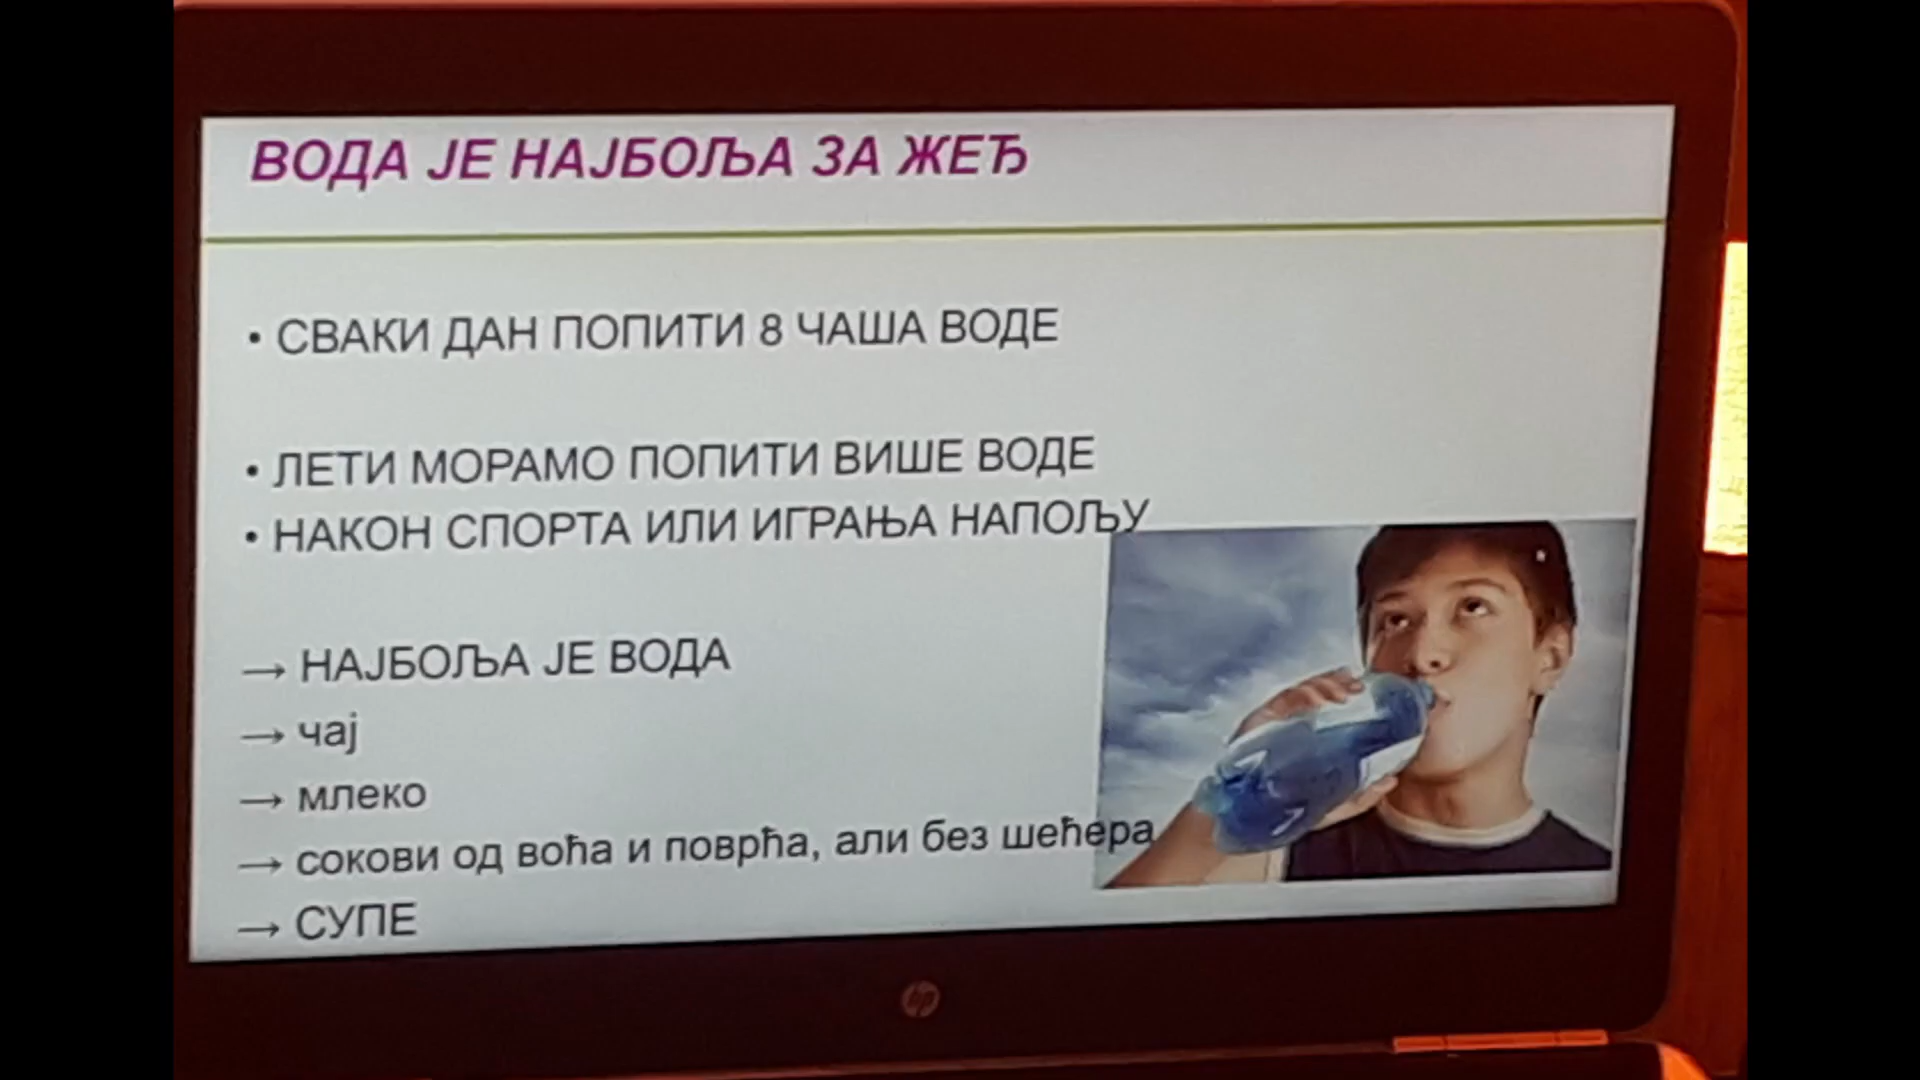 ВОДА ЈЕ НАЈБОЉА ЗА ЖЕЂ
• СВАКИ ДАН ПОПИТИ 8 ЧАША ВОДЕ
• ЛЕТИ МОРАМО ПОПИТИ ВИШЕ ВОДЕ
• НАКОН СПОРТА ИЛИ ИГРАЊА НАПОЉУ
→ НАЈБОЉА ЈЕ ВОДА
→ чај
→ млеко
→ сокови од воћа и поврћа, али без шећера
→ СУПЕ
hp